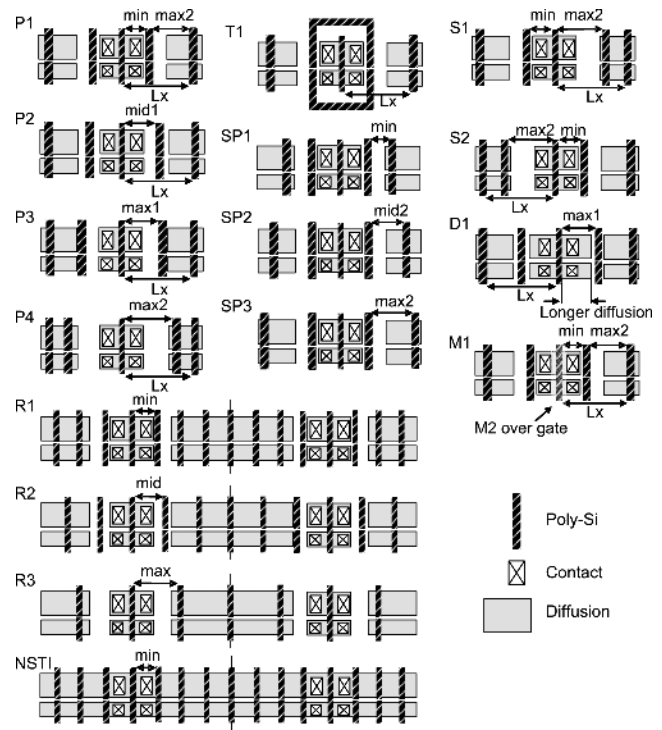 P1 min max2 Lx
T1 Lx
S1 min max2 Lx
P2 mid1 Lx
SP1 min
S2 max2 min Lx
P3 max1 Lx
SP2 mid2
D1 max1 Lx
Longer diffusion
P4 max2 Lx
SP3 max2
M1 min max2 Lx
M2 over gate
R1 min
R2 mid
R3 max
NSTI min
Poly-Si
Contact
Diffusion